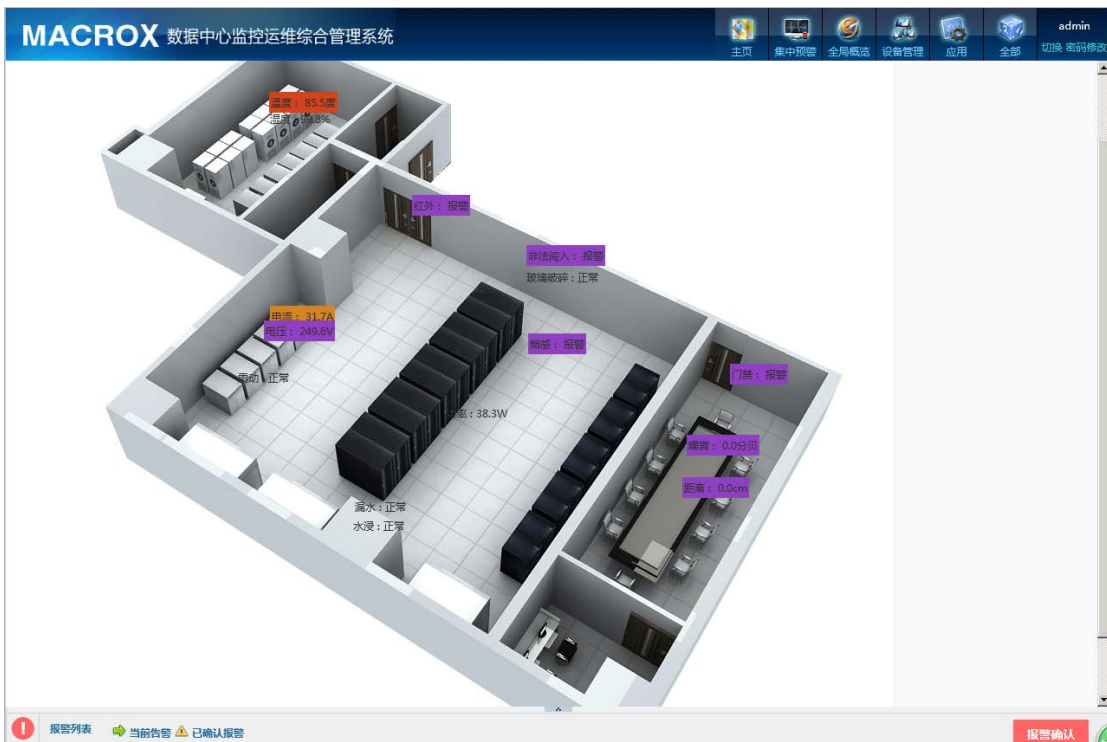 MACROX 数据中心监控运维综合管理系统
主页 集中预警 全局概览 设备管理 应用 全部
admin
切换 密码修改
温度： 85.5度
湿度：99.8%
红外： 报警
非法闯入： 报警
玻璃破碎：正常
电流： 31.7A
电压： 249.6V
烟感： 报警
门禁： 报警
震动：正常
：38.3W
噪音： 0.0分贝
距离： 0.0cm
漏水：正常
水浸：正常
报警列表 当前告警 已确认报警
报警确认